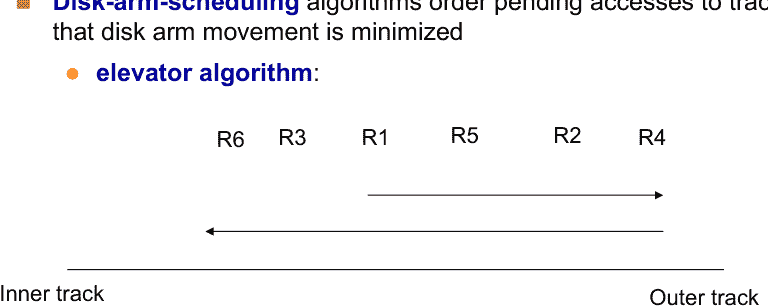 Disk-arm-scheduling algorithms order pending accesses to
that disk arm movement is minimized
elevator algorithm:
R6 R3 R1 R5 R2 R4
Inner track Outer track